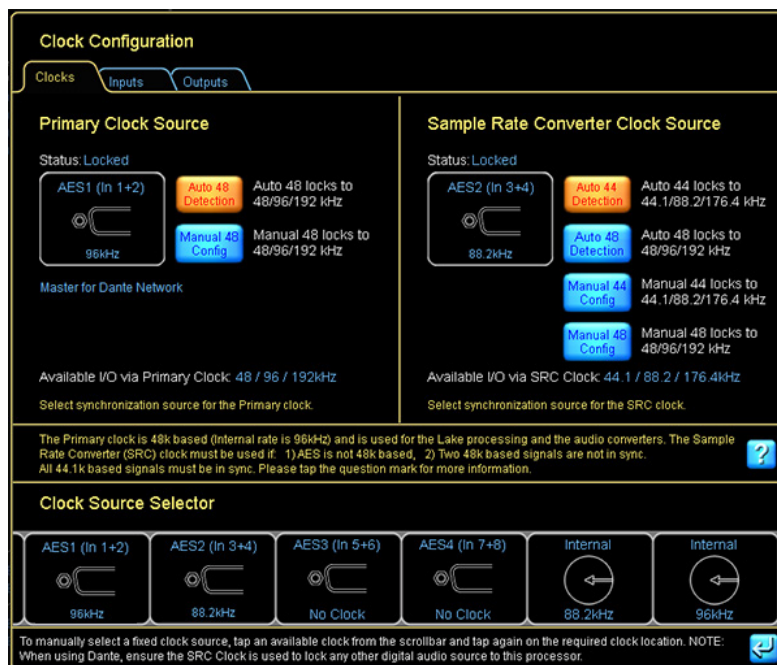 Clock Configuration
Clocks
Inputs
Outputs
Primary Clock Source
Status: Locked
AES1 (In 1+2)
96kHz
Auto 48
Detection
Auto 48 locks to
48/96/192 kHz
Manual 48
Config
Manual 48 locks to
48/96/192 kHz
Master for Dante Network
Available I/O via Primary Clock: 48 / 96 / 192kHz
Select synchronization source for the Primary clock.
Sample Rate Converter Clock Source
Status: Locked
AES2 (In 3+4)
88.2kHz
Auto 44
Detection
Auto 44 locks to
44.1/88.2/176.4 kHz
Auto 48
Detection
Auto 48 locks to
48/96/192 kHz
Manual 44
Config
Manual 44 locks to
44.1/88.2/176.4 kHz
Manual 48
Config
Manual 48 locks to
48/96/192 kHz
Available I/O via SRC Clock: 44.1 / 88.2 / 176.4kHz
Select synchronization source for the SRC clock.
The Primary clock is 48k based (Internal rate is 96kHz) and is used for the Lake processing and the audio converters. The Sample
Rate Converter (SRC) clock must be used if: 1) AES is not 48k based, 2) Two 48k based signals are not in sync.
All 44.1k based signals must be in sync. Please tap the question mark for more information.
?
Clock Source Selector
AES1 (In 1+2)
96kHz
AES2 (In 3+4)
88.2kHz
AES3 (In 5+6)
No Clock
AES4 (In 7+8)
No Clock
Internal
88.2kHz
Internal
96kHz
To manually select a fixed clock source, tap an available clock from the scrollbar and tap again on the required clock location. NOTE:
When using Dante, ensure the SRC Clock is used to lock any other digital audio source to this processor.